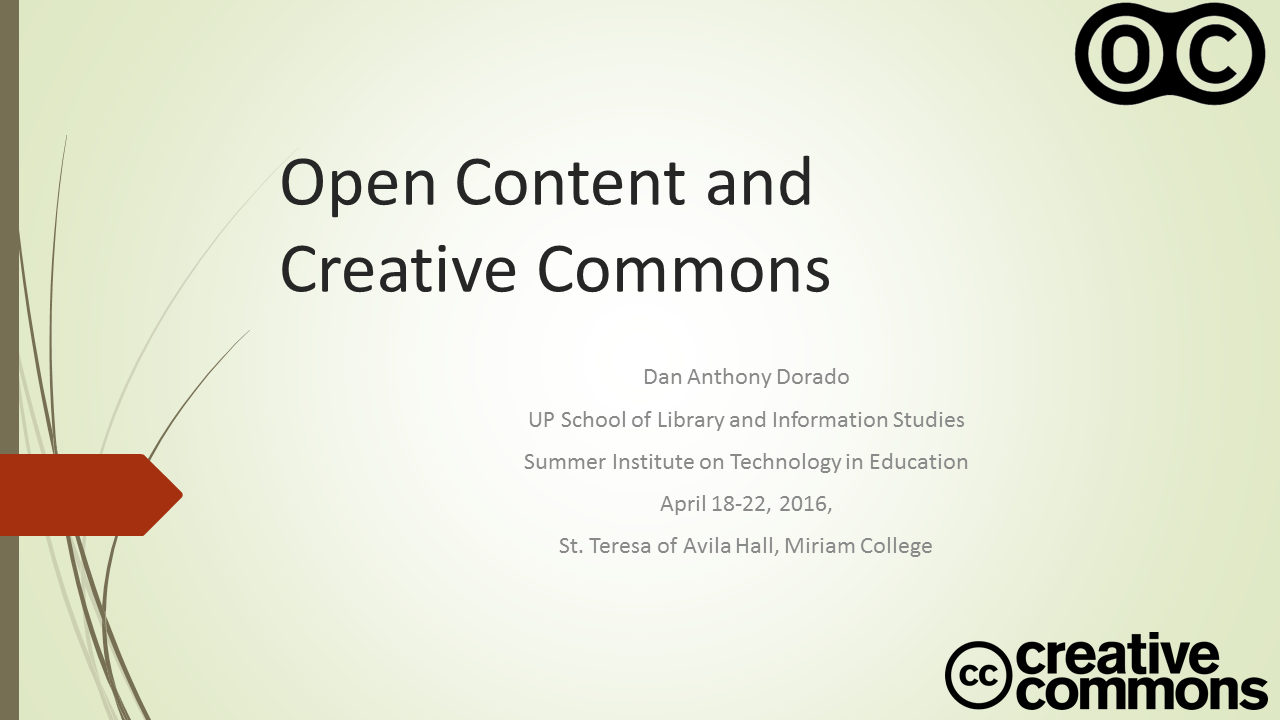 OC
Open Content and
Creative Commons
Dan Anthony Dorado
UP School of Library and Information Studies
Summer Institute on Technology in Education
April 18-22, 2016,
St. Teresa of Avila Hall, Miriam College
cc creative
commons